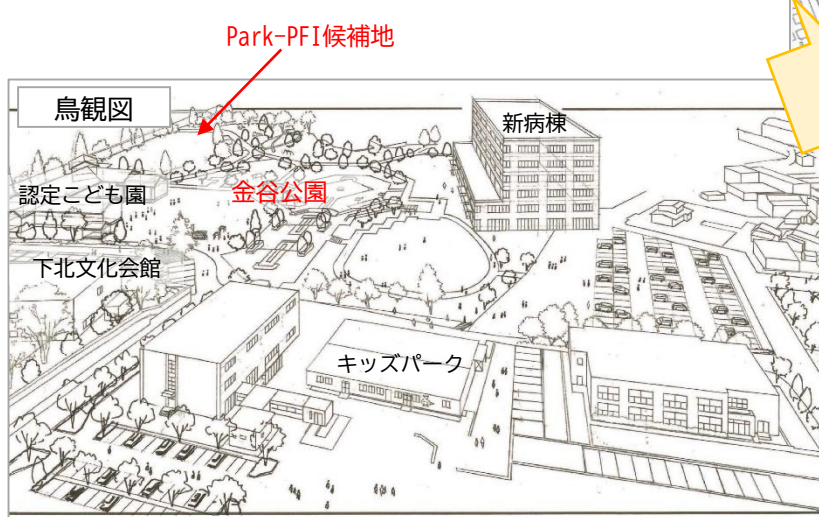 Park-PFI候補地
鳥観図
新病棟
認定こども園
金谷公園
下北文化会館
キッズパーク